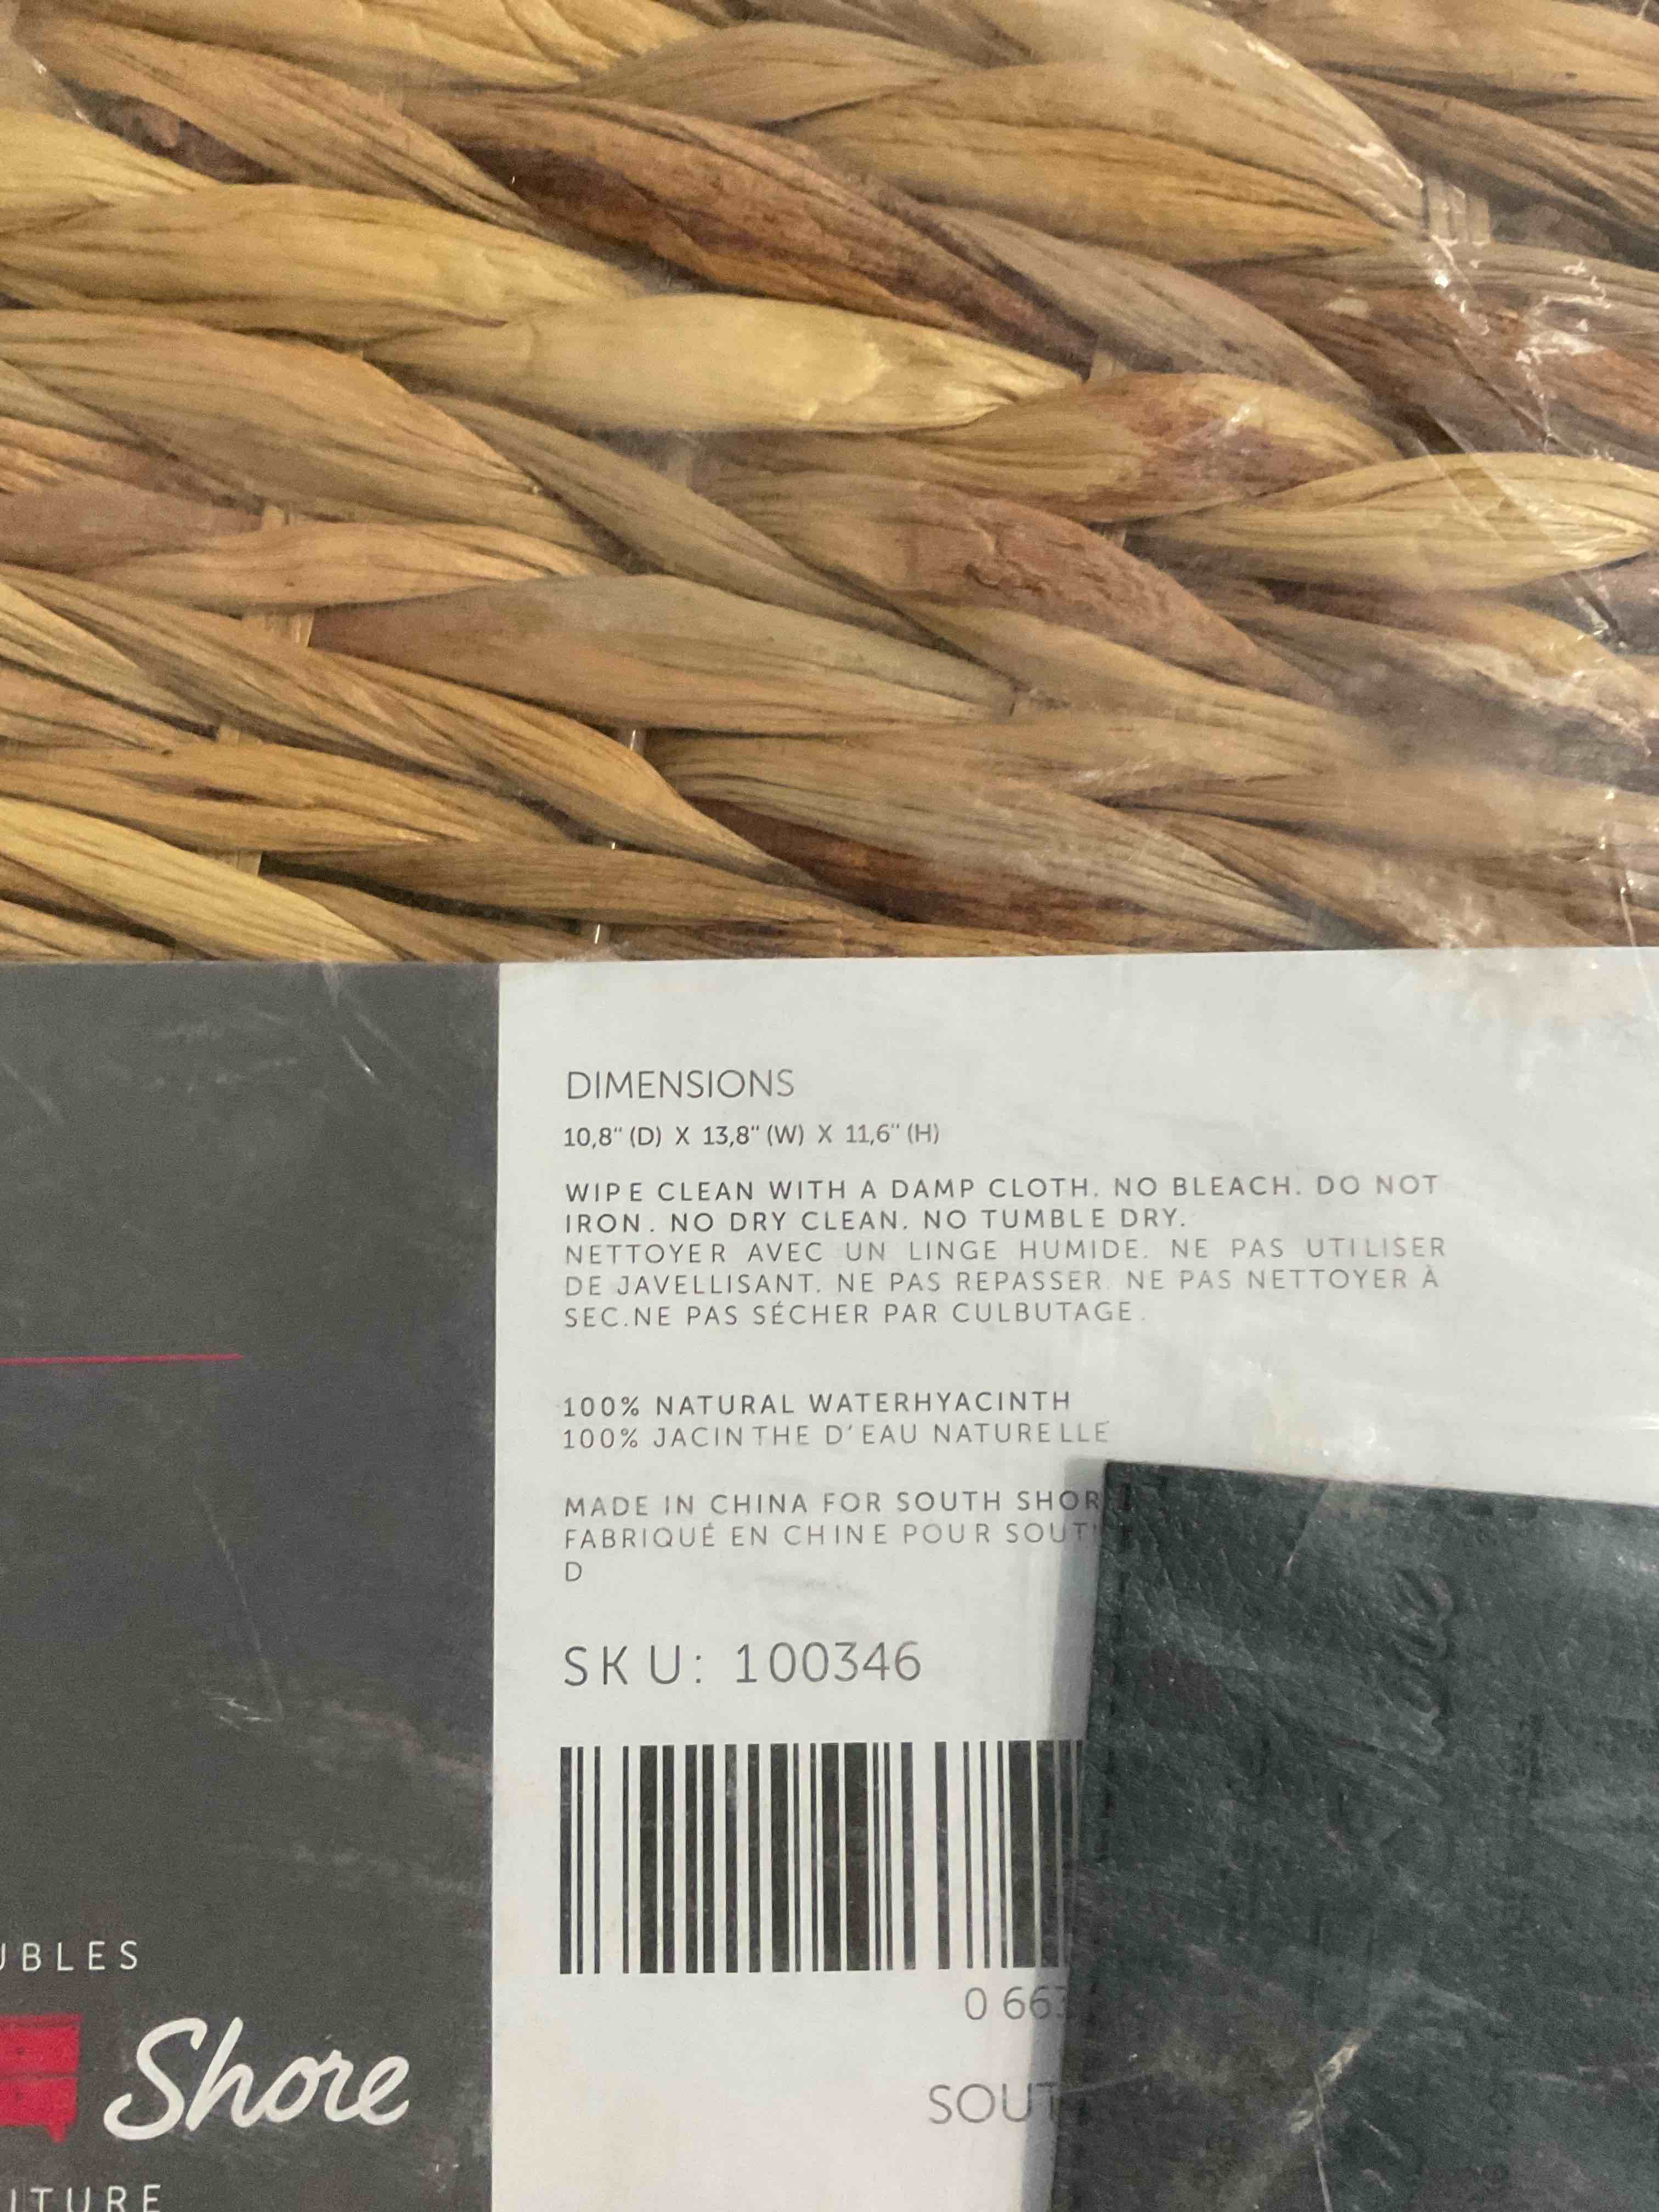 DIMENSIONS
10,8" (D) X 13,8" (W) X 11,6" (H)
WIPE CLEAN WITH A DAMP CLOTH. NO BLEACH. DO NOT
IRON. NO DRY CLEAN. NO TUMBLE DRY.
NETTOYER AVEC UN LINGE HUMIDE. NE PAS UTILISER
DE JAVELLISANT. NE PAS REPASSER. NE PAS NETTOYER À
SEC.NE PAS SÉCHER PAR CULBUTAGE.
100% NATURAL WATERHYACINTH
100% JACINTHE D'EAU NATURELLE
MADE IN CHINA FOR SOUTH SHOR
FABRIQUÉ EN CHINE POUR SOUT
D
SKU: 100346
0 663
SOUT
UBLES
Shore
ITURE